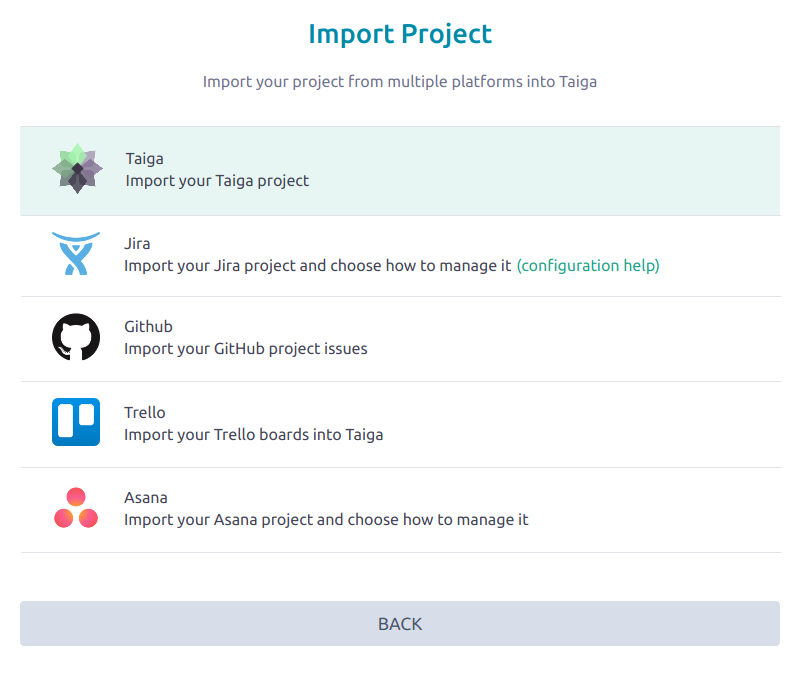 Import Project
Import your project from multiple platforms into Taiga
Taiga
Import your Taiga project
Jira
Import your Jira project and choose how to manage it (configuration help)
Github
Import your GitHub project issues
Trello
Import your Trello boards into Taiga
Asana
Import your Asana project and choose how to manage it
BACK